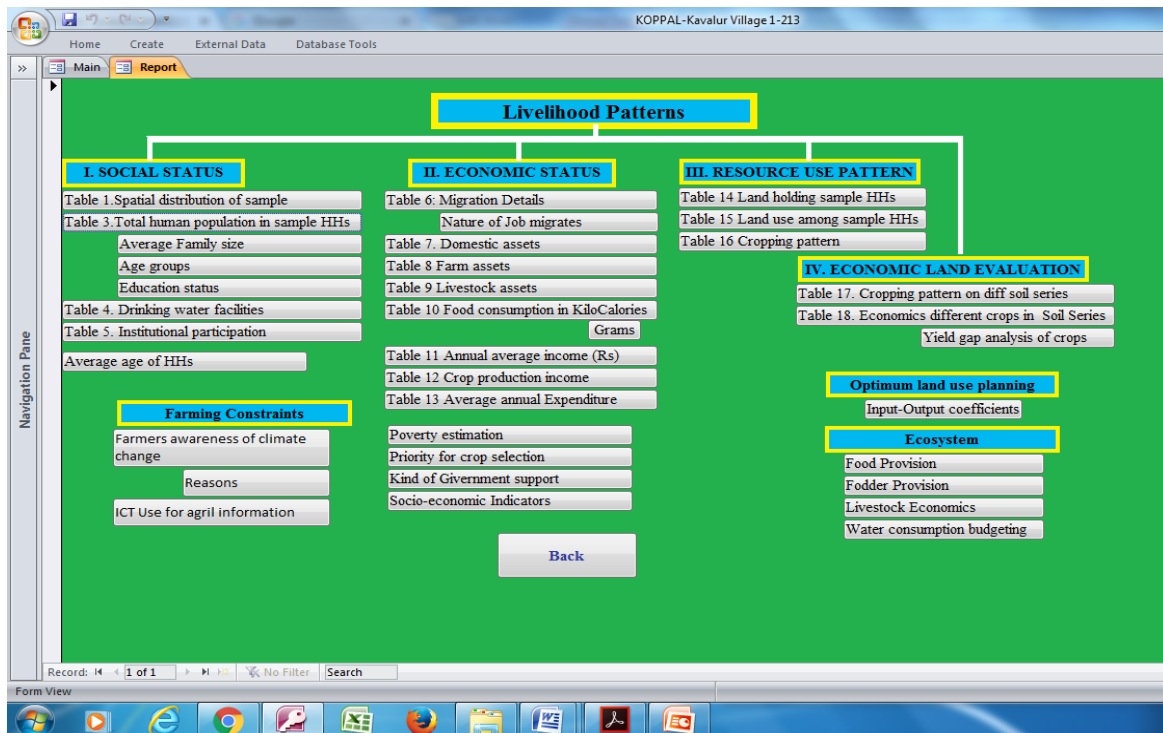 KOPPAL-Kavalur Village 1-213
Home Create External Data Database Tools
Main Report
Navigation Pane
Livelihood Patterns
I. SOCIAL STATUS
Table 1.Spatial distribution of sample
Table 3.Total human population in sample HHs
Average Family size
Age groups
Education status
Table 4. Drinking water facilities
Table 5. Institutional participation
Average age of HHs
Farming Constraints
Farmers awareness of climate
change
Reasons
ICT Use for agril information
II. ECONOMIC STATUS
Table 6: Migration Details
Nature of Job migrates
Table 7. Domestic assets
Table 8 Farm assets
Table 9 Livestock assets
Table 10 Food consumption in KiloCalories
Grams
Table 11 Annual average income (Rs)
Table 12 Crop production income
Table 13 Average annual Expenditure
Poverty estimation
Priority for crop selection
Kind of Givernment support
Socio-economic Indicators
Back
III. RESOURCE USE PATTERN
Table 14 Land holding sample HHs
Table 15 Land use among sample HHs
Table 16 Cropping pattern
IV. ECONOMIC LAND EVALUATION
Table 17. Cropping pattern on diff soil series
Table 18. Economics different crops in Soil Series
Yield gap analysis of crops
Optimum land use planning
Input-Output coefficients
Ecosystem
Food Provision
Fodder Provision
Livestock Economics
Water consumption budgeting
Record: 1 of 1 No Filter Search
Form View